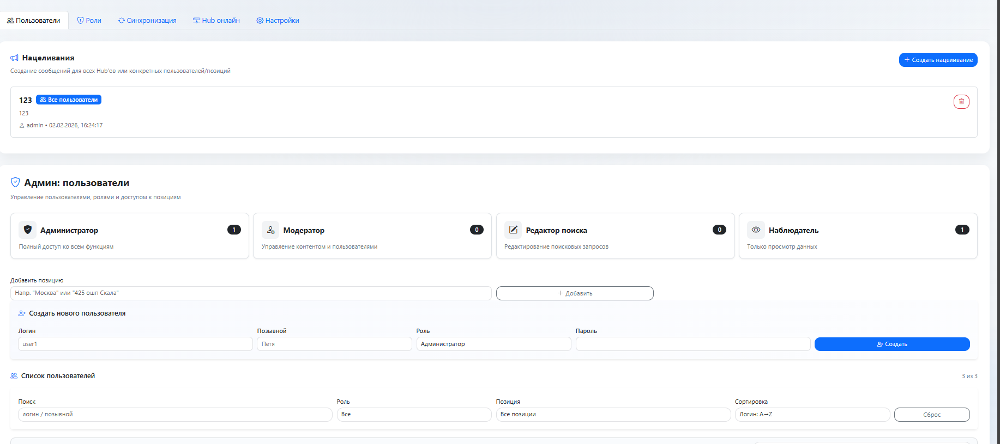 Пользователи Роли Синхронизация Hub онлайн Настройки
Нацеливания
+ Создать нацеливание
Создание сообщений для всех Hub'ов или конкретных пользователей/позиций
123 Все пользователи
123
admin • 02.02.2026, 16:24:17
Админ: пользователи
Управление пользователями, ролями и доступом к позициям
Администратор 1
Полный доступ ко всем функциям
Модератор 0
Управление контентом и пользователями
Редактор поиска 0
Редактирование поисковых запросов
Наблюдатель 1
Только просмотр данных
Добавить позицию
Напр. "Москва" или "425 ошп Скала"
+ Добавить
Создать нового пользователя
Логин Позывной Роль Пароль
user1 Петя Администратор Создать
Список пользователей 3 из 3
Поиск Роль Позиция Сортировка
логин / позывной Все Все позиции Логин: A→Z Сброс